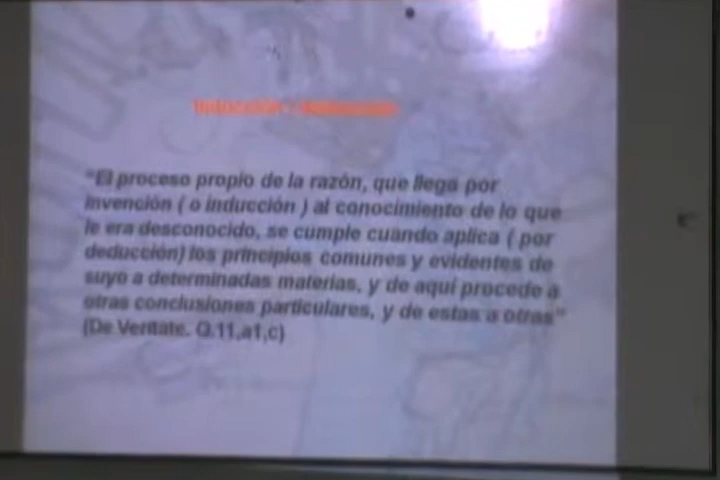 "El proceso propio de la razón, que llega por
invención ( o inducción ) al conocimiento de lo que
le era desconocido, se cumple cuando aplica ( por
deducción) los principios comunes y evidentes de
suyo a determinadas materias, y de aquí procede a
otras conclusiones particulares, y de estas a otras"
(De Veritate. Q.11,a1,c)